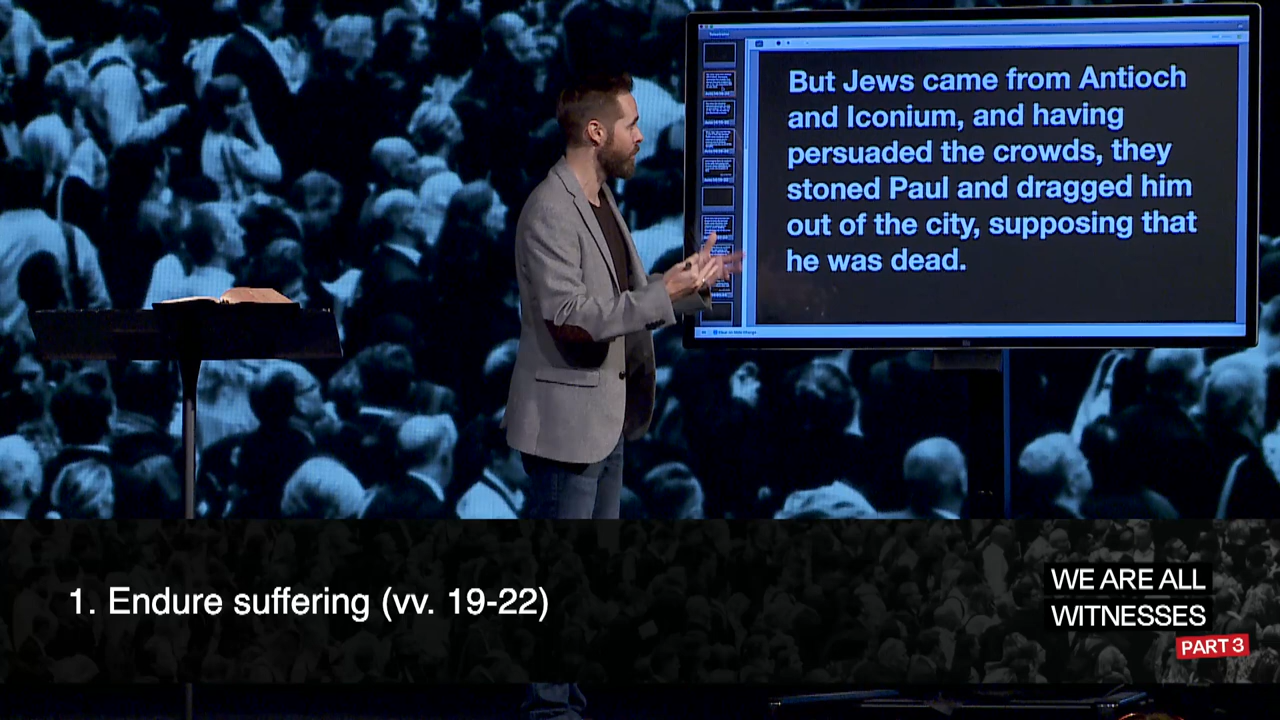 But Jews came from Antioch
and Iconium, and having
persuaded the crowds, they
stoned Paul and dragged him
out of the city, supposing that
he was dead.
1. Endure suffering (vv. 19-22)
WE ARE ALL
WITNESSES
PART 3